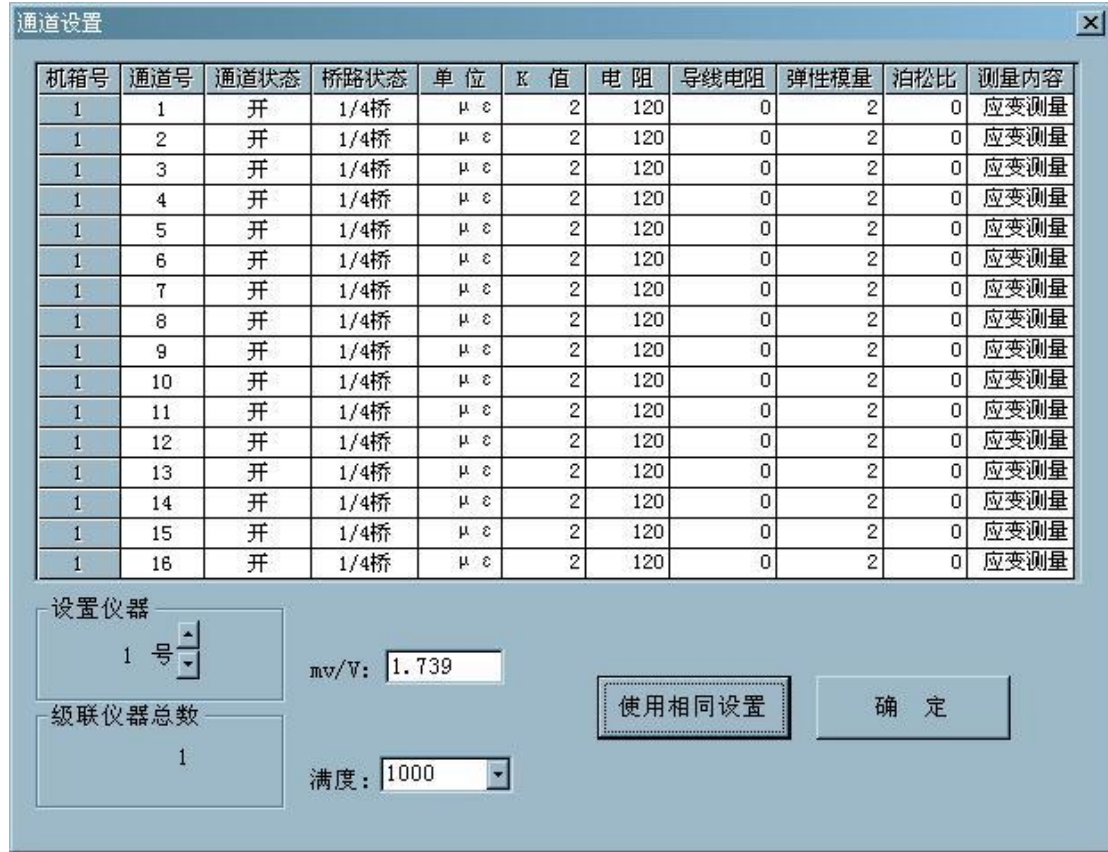 通道设置
机箱号 通道号 通道状态 桥路状态 单 位 K 值 电 阻 导线电阻 弹性模量 泊松比 测量内容
1 1 开 1/4桥 μ ε 2 120 0 2 0 应变测量
1 2 开 1/4桥 μ ε 2 120 0 2 0 应变测量
1 3 开 1/4桥 μ ε 2 120 0 2 0 应变测量
1 4 开 1/4桥 μ ε 2 120 0 2 0 应变测量
1 5 开 1/4桥 μ ε 2 120 0 2 0 应变测量
1 6 开 1/4桥 μ ε 2 120 0 2 0 应变测量
1 7 开 1/4桥 μ ε 2 120 0 2 0 应变测量
1 8 开 1/4桥 μ ε 2 120 0 2 0 应变测量
1 9 开 1/4桥 μ ε 2 120 0 2 0 应变测量
1 10 开 1/4桥 μ ε 2 120 0 2 0 应变测量
1 11 开 1/4桥 μ ε 2 120 0 2 0 应变测量
1 12 开 1/4桥 μ ε 2 120 0 2 0 应变测量
1 13 开 1/4桥 μ ε 2 120 0 2 0 应变测量
1 14 开 1/4桥 μ ε 2 120 0 2 0 应变测量
1 15 开 1/4桥 μ ε 2 120 0 2 0 应变测量
1 16 开 1/4桥 μ ε 2 120 0 2 0 应变测量
设置仪器
1 号
mv/V: 1.739
使用相同设置 确 定
级联仪器总数
1
满度: 1000